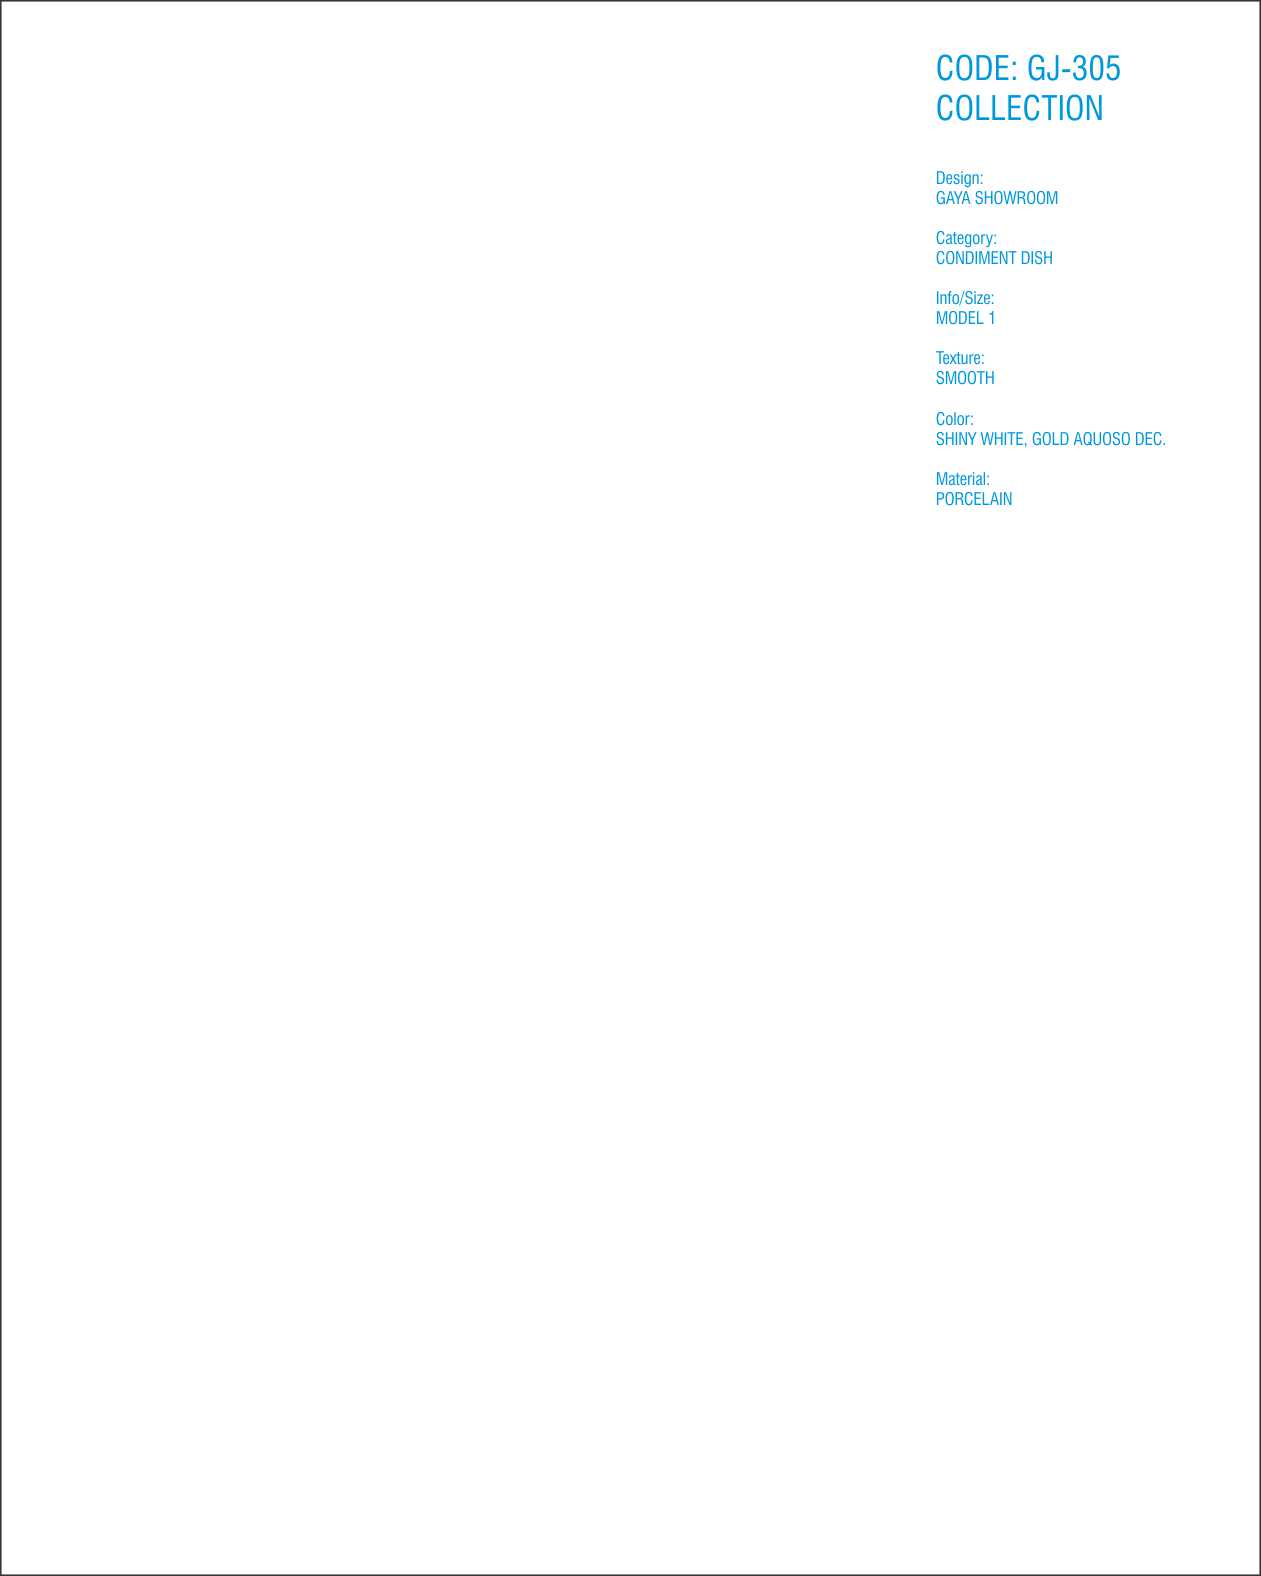 CODE: GJ-305
COLLECTION
Design:
GAYA SHOWROOM
Category:
CONDIMENT DISH
Info/Size:
MODEL 1
Texture:
SMOOTH
Color:
SHINY WHITE, GOLD AQUOSO DEC.
Material:
PORCELAIN